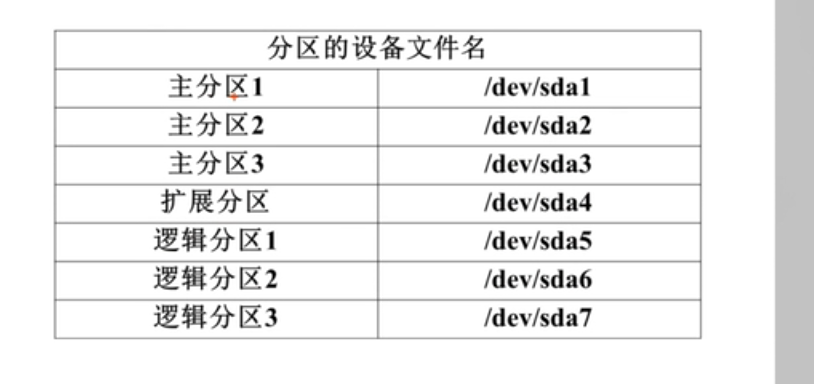 分区的设备文件名
主分区1 /dev/sda1
主分区2 /dev/sda2
主分区3 /dev/sda3
扩展分区 /dev/sda4
逻辑分区1 /dev/sda5
逻辑分区2 /dev/sda6
逻辑分区3 /dev/sda7